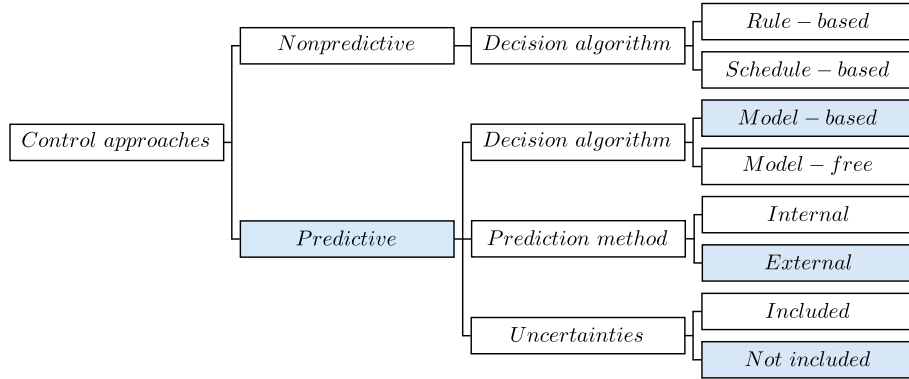 Control approaches
Nonpredictive
Decision algorithm
Rule – based
Schedule – based
Predictive
Decision algorithm
Model – based
Model – free
Prediction method
Internal
External
Uncertainties
Included
Not included